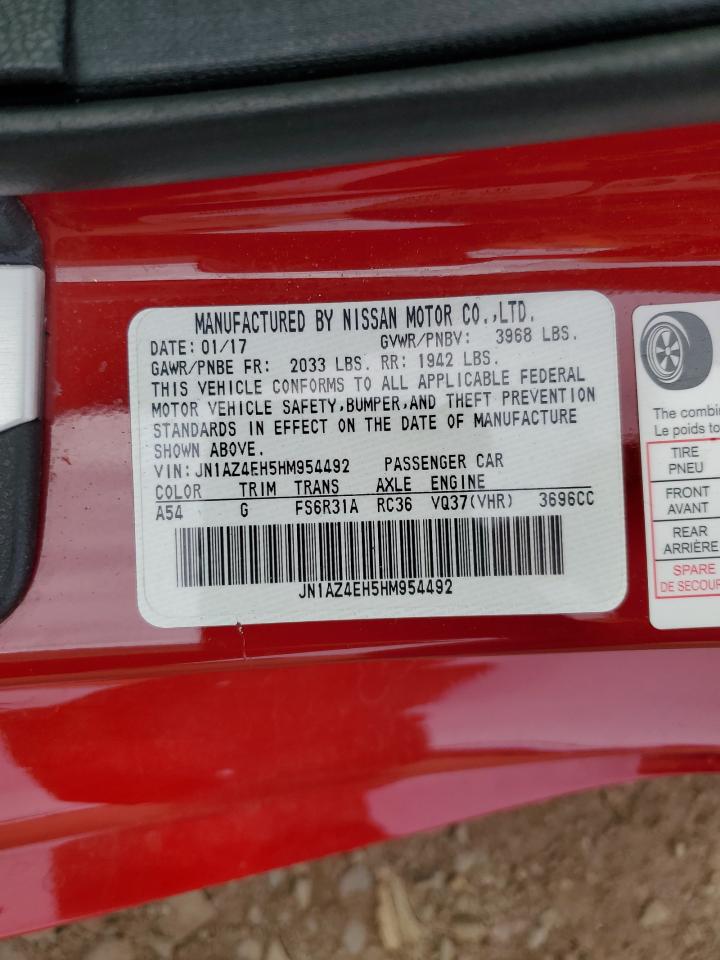 MANUFACTURED BY NISSAN MOTOR CO.,LTD.
DATE: 01/17 GVWR/PNBV: 3968 LBS.
GAWR/PNBE FR: 2033 LBS. RR: 1942 LBS.
THIS VEHICLE CONFORMS TO ALL APPLICABLE FEDERAL
MOTOR VEHICLE SAFETY,BUMPER,AND THEFT PREVENTION
STANDARDS IN EFFECT ON THE DATE OF MANUFACTURE
SHOWN ABOVE.
VIN: JN1AZ4EH5HM954492 PASSENGER CAR
COLOR TRIM TRANS AXLE ENGINE
A54 G FS6R31A RC36 VQ37(VHR) 3696CC
JN1AZ4EH5HM954492
The
Le poids
TIRE
PNEU
FRONT
AVANT
REAR
ARRIÈRE
SPARE
DE